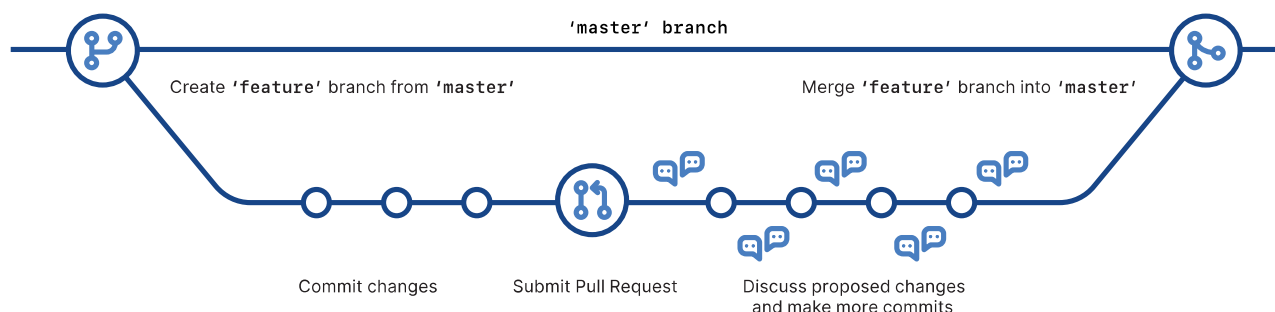 ‘master’ branch
Create ‘feature’ branch from ‘master’
Merge ‘feature’ branch into ‘master’
Commit changes
Submit Pull Request
Discuss proposed changes
and make more commits